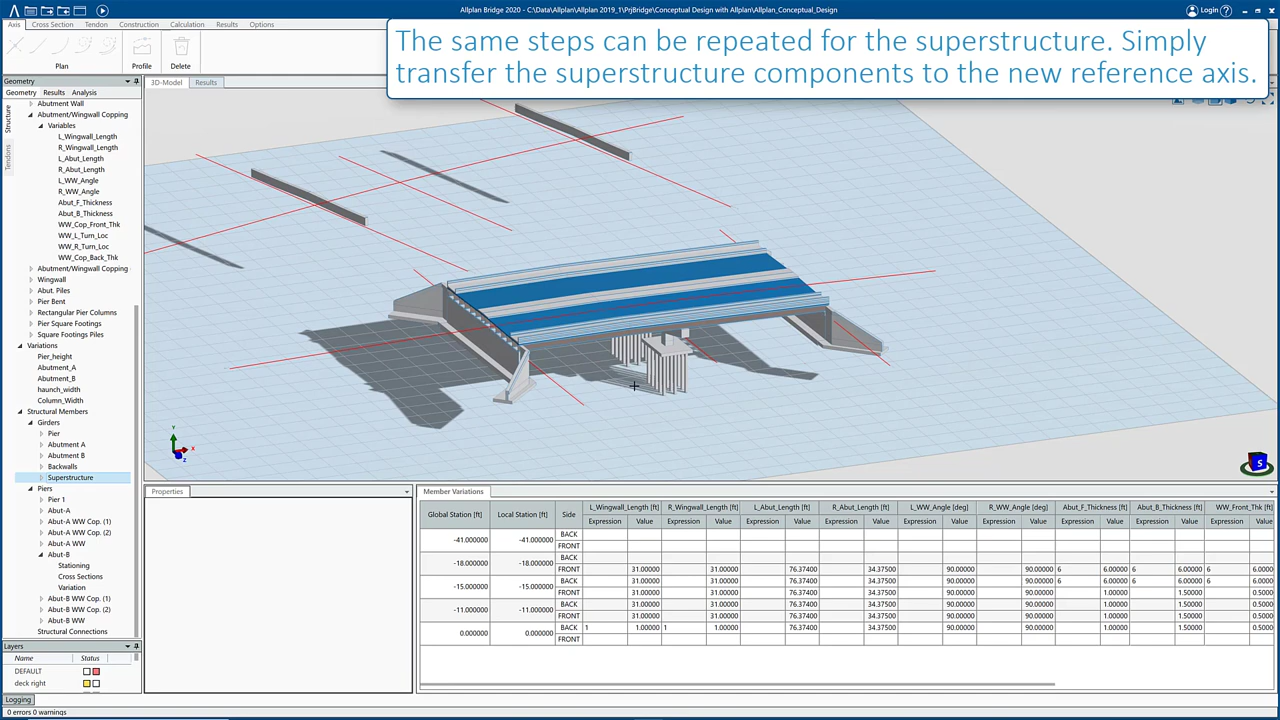 Allplan Bridge 2020 - C:\Data\Allplan\Allplan 2019_1\PrjBridge\Conceptual Design with Allplan\Allplan_Conceptual_Design
Login
Axis Cross Section Tendon Construction Calculation Results Options
Plan Profile Delete
The same steps can be repeated for the superstructure. Simply
transfer the superstructure components to the new reference axis.
Geometry
Geometry Results Analysis
3D-Model Results
Structure
Tendons
Abutment Wall
Abutment/Wingwall Copping
Variables
L_Wingwall_Length
R_Wingwall_Length
L_Abut_Length
R_Abut_Length
L_WW_Angle
R_WW_Angle
Abut_F_Thickness
Abut_B_Thickness
WW_Cop_Front_Thk
WW_L_Turn_Loc
WW_R_Turn_Loc
WW_Cop_Back_Thk
Abutment/Wingwall Copping
Wingwall
Abut. Piles
Pier Bent
Rectangular Pier Columns
Pier Square Footings
Square Footings Piles
Variations
Pier_height
Abutment_A
Abutment_B
haunch_width
Column_Width
Structural Members
Girders
Pier
Abutment A
Abutment B
Backwalls
Superstructure
Piers
Pier 1
Abut-A
Abut-A WW Cop. (1)
Abut-A WW Cop. (2)
Abut-A WW
Abut-B
Stationing
Cross Sections
Variation
Abut-B WW Cop. (1)
Abut-B WW Cop. (2)
Abut-B WW
Structural Connections
Layers
Name Status
DEFAULT
deck right
Logging
0 errors 0 warnings
Y
X
Z
S
Properties
Member Variations
Global Station [ft] Local Station [ft] Side L_Wingwall_Length [ft] R_Wingwall_Length [ft] L_Abut_Length [ft] R_Abut_Length [ft] L_WW_Angle [deg] R_WW_Angle [deg] Abut_F_Thickness [ft] Abut_B_Thickness [ft] WW_Front_Thk [ft]
Expression Value Expression Value Expression Value Expression Value Expression Value Expression Value Expression Value Expression Value Expression Value
-41.000000 -41.000000 BACK
FRONT
-18.000000 -18.000000 BACK
FRONT 31.00000 31.00000 76.37400 34.37500 90.00000 90.00000 6 6.00000 6 6.00000 6 6.0000
-15.000000 -15.000000 BACK 31.00000 31.00000 76.37400 34.37500 90.00000 90.00000 6 6.00000 6 6.00000 6 6.0000
FRONT 31.00000 31.00000 76.37400 34.37500 90.00000 90.00000 1.00000 1.50000 0.5000
-11.000000 -11.000000 BACK 31.00000 31.00000 76.37400 34.37500 90.00000 90.00000 1.00000 1.50000 0.5000
FRONT 31.00000 31.00000 76.37400 34.37500 90.00000 90.00000 1.00000 1.50000 0.5000
0.000000 0.000000 BACK 1 1.00000 1 1.00000 76.37400 34.37500 90.00000 90.00000 1.00000 1.50000 0.5000
FRONT